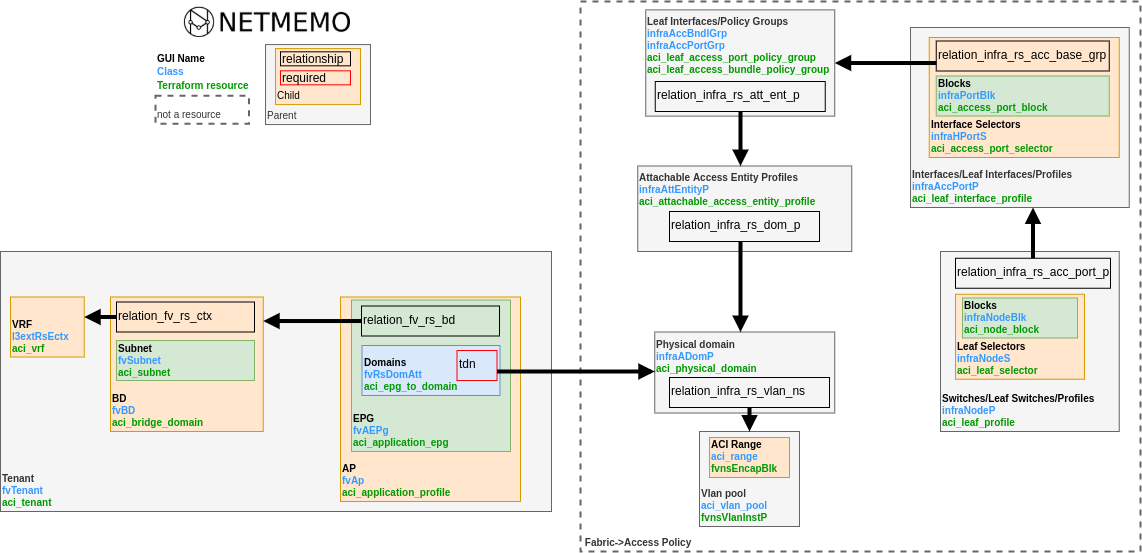 NETMEMO
GUI Name
Class
Terraform resource
not a resource
relationship
required
Child
Parent
Leaf Interfaces/Policy Groups
infraAccBndlGrp
infraAccPortGrp
aci_leaf_access_port_policy_group
aci_leaf_access_bundle_policy_group
relation_infra_rs_att_ent_p
relation_infra_rs_acc_base_grp
Blocks
infraPortBlk
aci_access_port_block
Interface Selectors
infraHPortS
aci_access_port_selector
Interfaces/Leaf Interfaces/Profiles
infraAccPortP
aci_leaf_interface_profile
Attachable Access Entity Profiles
infraAttEntityP
aci_attachable_access_entity_profile
relation_infra_rs_dom_p
relation_infra_rs_acc_port_p
Blocks
infraNodeBlk
aci_node_block
Leaf Selectors
infraNodeS
aci_leaf_selector
Switches/Leaf Switches/Profiles
infraNodeP
aci_leaf_profile
VRF
l3extRsEctx
aci_vrf
relation_fv_rs_ctx
Subnet
fvSubnet
aci_subnet
BD
fvBD
aci_bridge_domain
relation_fv_rs_bd
Domains
fvRsDomAtt
aci_epg_to_domain
tdn
EPG
fvAEPg
aci_application_epg
AP
fvAp
aci_application_profile
Tenant
fvTenant
aci_tenant
Physical domain
infraADomP
aci_physical_domain
relation_infra_rs_vlan_ns
ACI Range
aci_range
fvnsEncapBlk
Vlan pool
aci_vlan_pool
fvnsVlanInstP
Fabric->Access Policy